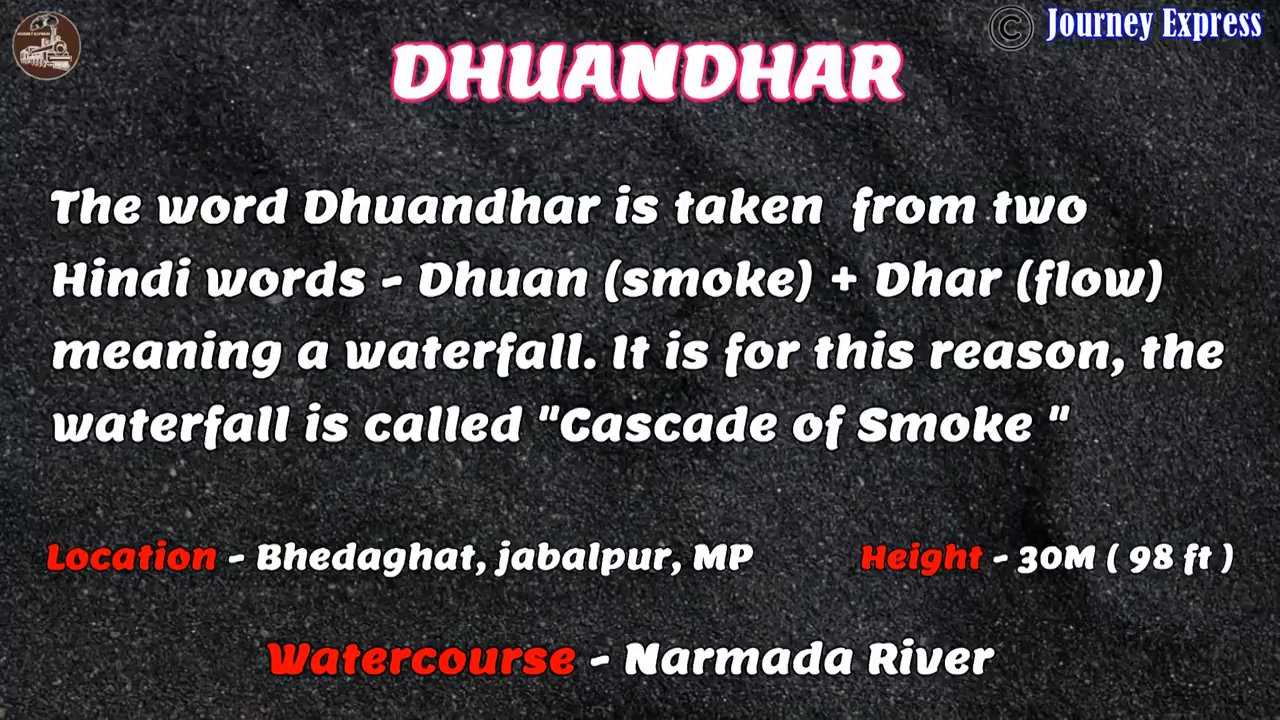 © Journey Express
DHUANDHAR
The word Dhuandhar is taken from two
Hindi words - Dhuan (smoke) + Dhar (flow)
meaning a waterfall. It is for this reason, the
waterfall is called "Cascade of Smoke "
Location - Bhedaghat, jabalpur, MP
Height - 30M ( 98 ft )
Watercourse - Narmada River